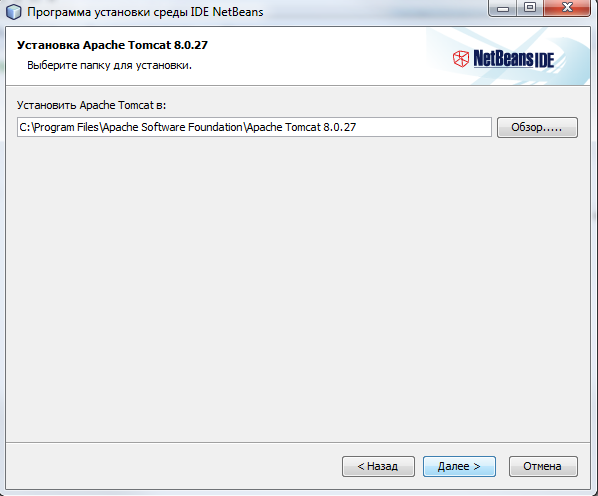 Программа установки среды IDE NetBeans
Установка Apache Tomcat 8.0.27
Выберите папку для установки.
NetBeans IDE
Установить Apache Tomcat в:
C:\Program Files\Apache Software Foundation\Apache Tomcat 8.0.27
Обзор.....
< Назад
Далее >
Отмена